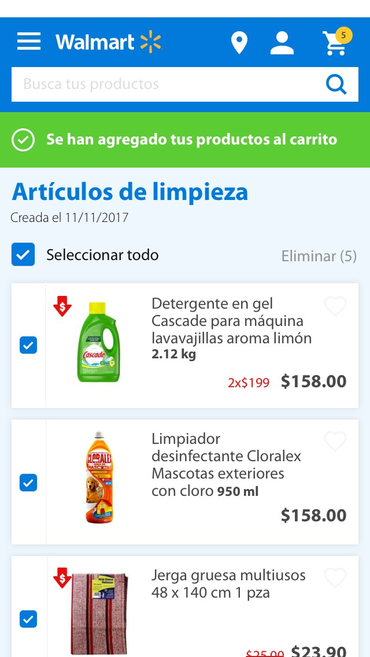 Walmart
5
Busca tus productos
Se han agregado tus productos al carrito
Artículos de limpieza
Creada el 11/11/2017
Seleccionar todo
Eliminar (5)
Detergente en gel
Cascade para máquina
lavavajillas aroma limón
2.12 kg
Cascade
2x$199 $158.00
Limpiador
desinfectante Cloralex
Mascotas exteriores
con cloro 950 ml
CLORALEX
$158.00
Jerga gruesa multiusos
48 x 140 cm 1 pza
$25.00 $23.90